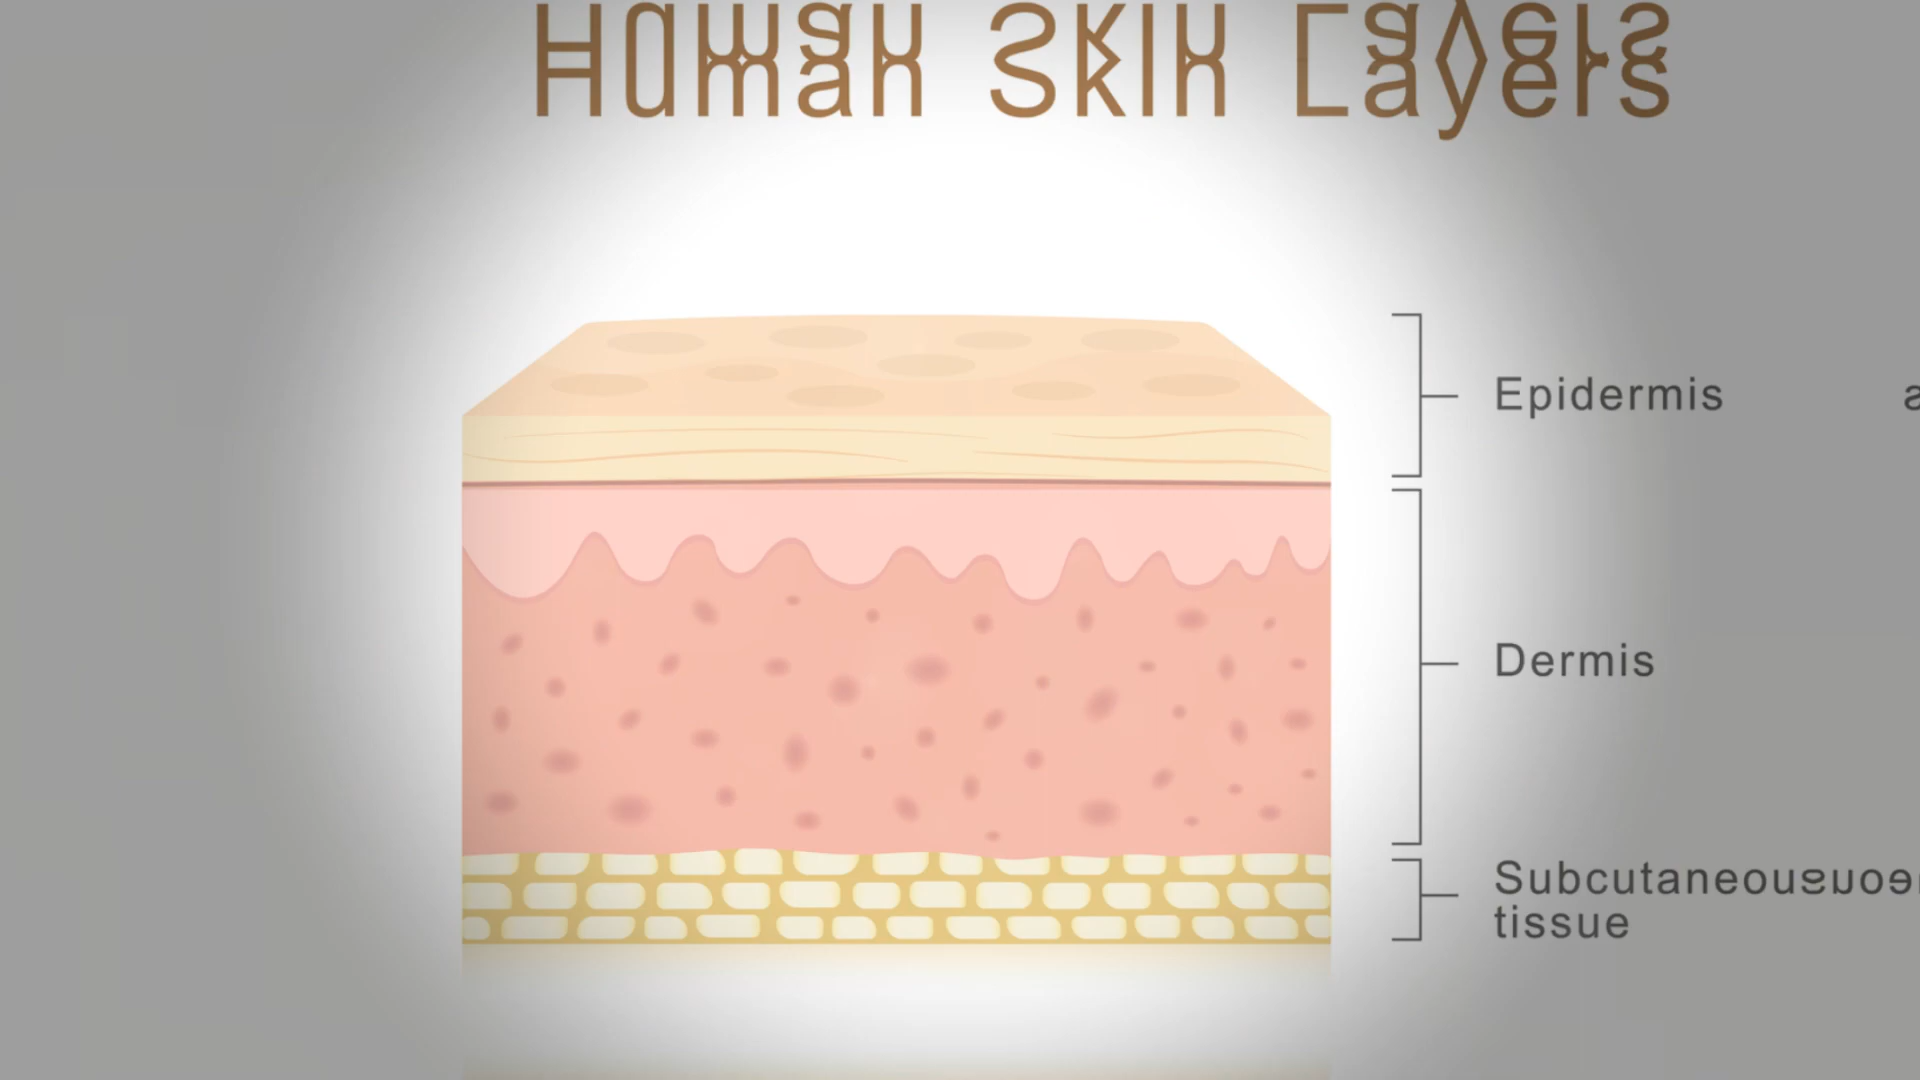 Human Skin Layers
Epidermis
Dermis
Subcutaneous
tissue